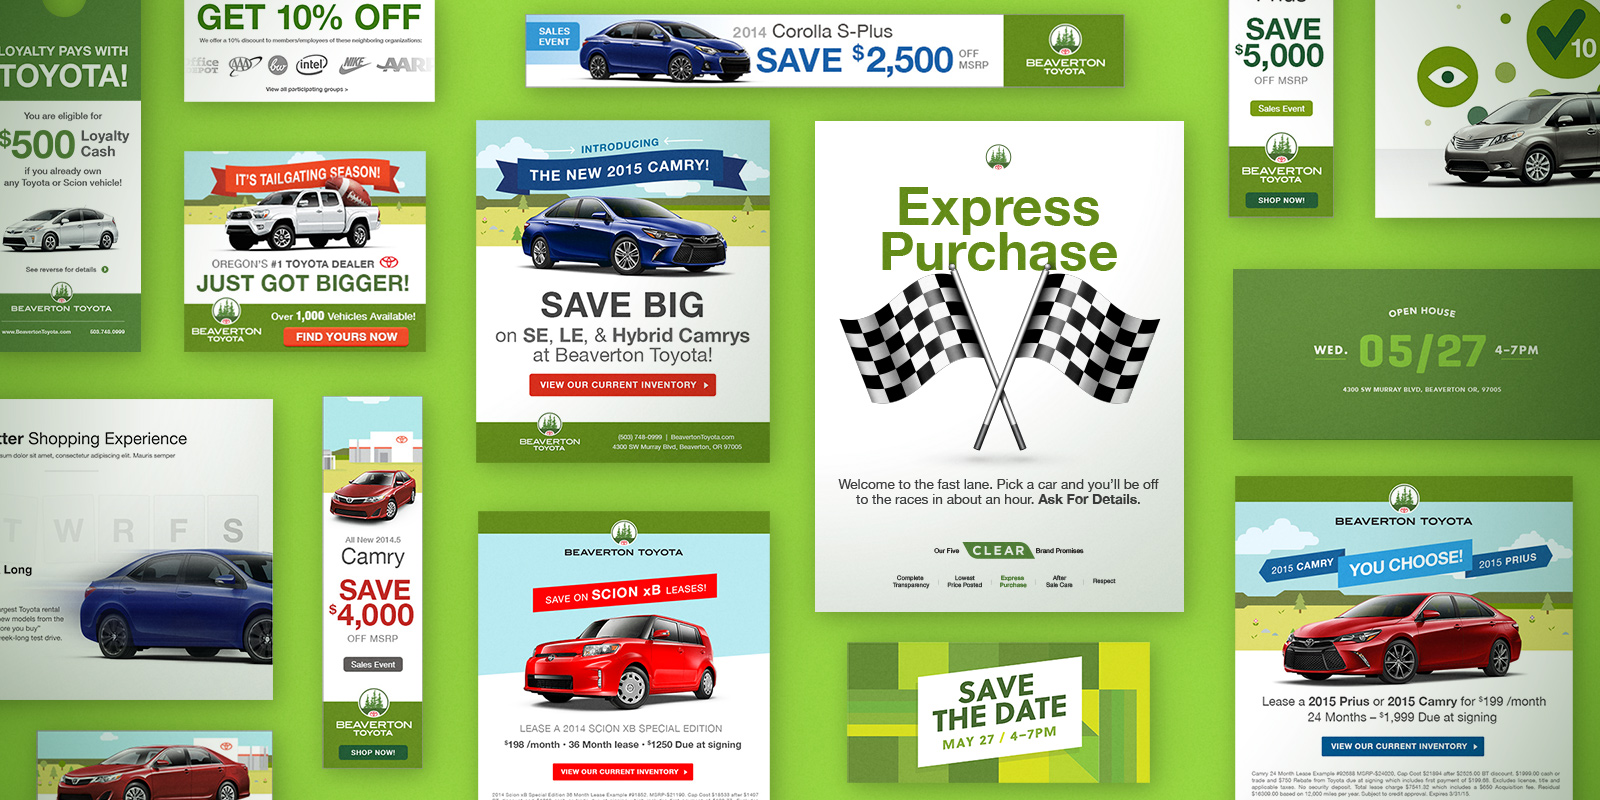 LOYALTY PAYS WITH
TOYOTA!
You are eligible for
$500 Loyalty
Cash
if you already own
any Toyota or Scion vehicle!
See reverse for details
BEAVERTON TOYOTA
www.BeavertonToyota.com 503.748.0999
GET 10% OFF
We offer a 10% discount to members/employees of these neighboring organizations:
Office
DEPOT
AAA
bw
intel
NIKE
AARP
View all participating groups >
IT'S TAILGATING SEASON!
OREGON'S #1 TOYOTA DEALER
JUST GOT BIGGER!
Over 1,000 Vehicles Available!
BEAVERTON
TOYOTA
FIND YOURS NOW
SALES
EVENT
2014 Corolla S-Plus
SAVE $2,500 OFF
MSRP
BEAVERTON
TOYOTA
INTRODUCING
THE NEW 2015 CAMRY!
SAVE BIG
on SE, LE, & Hybrid Camrys
at Beaverton Toyota!
VIEW OUR CURRENT INVENTORY
BEAVERTON
TOYOTA
(503) 748-0999 | BeavertonToyota.com
4300 SW Murray Blvd, Beaverton, OR 97005
Express
Purchase
Welcome to the fast lane. Pick a car and you'll be off
to the races in about an hour. Ask For Details.
Our Five CLEAR Brand Promises
Complete
Transparency
Lowest
Price Posted
Express
Purchase
After
Sale Care
Respect
Prius
SAVE
$5,000
OFF MSRP
Sales Event
BEAVERTON
TOYOTA
SHOP NOW!
10
OPEN HOUSE
WED. 05/27 4-7PM
4300 SW MURRAY BLVD, BEAVERTON OR, 97005
tter Shopping Experience
sum dolor sit amet, consectetur adipiscing elit. Mauris semper
T W R F S
Long
rgest Toyota rental
new models from the
ore you buy"
eek-long test drive.
All New 2014.5
Camry
SAVE
$4,000
OFF MSRP
Sales Event
BEAVERTON
TOYOTA
SHOP NOW!
BEAVERTON TOYOTA
SAVE ON SCION xB LEASES!
LEASE A 2014 SCION XB SPECIAL EDITION
$198 /month • 36 Month lease • $1250 Due at signing
VIEW OUR CURRENT INVENTORY
SAVE
THE DATE
MAY 27 / 4-7PM
BEAVERTON TOYOTA
2015 CAMRY YOU CHOOSE! 2015 PRIUS
Lease a 2015 Prius or 2015 Camry for $199 /month
24 Months – $1,999 Due at signing
VIEW OUR CURRENT INVENTORY